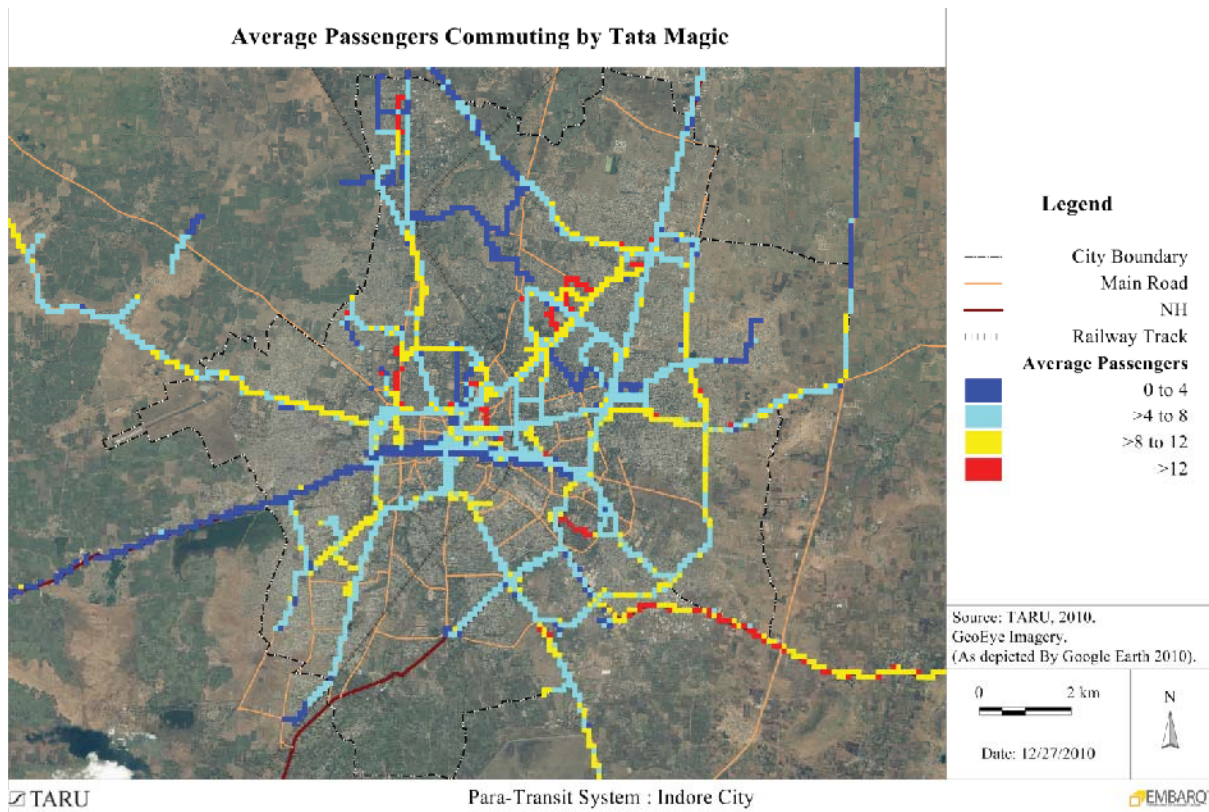 Average Passengers Commuting by Tata Magic
Legend
City Boundary
Main Road
NH
Railway Track
Average Passengers
0 to 4
>4 to 8
>8 to 12
>12
Source: TARU, 2010.
GeoEye Imagery.
(As depicted By Google Earth 2010).
0 2 km
N
Date: 12/27/2010
TARU
Para-Transit System : Indore City
EMBARQ